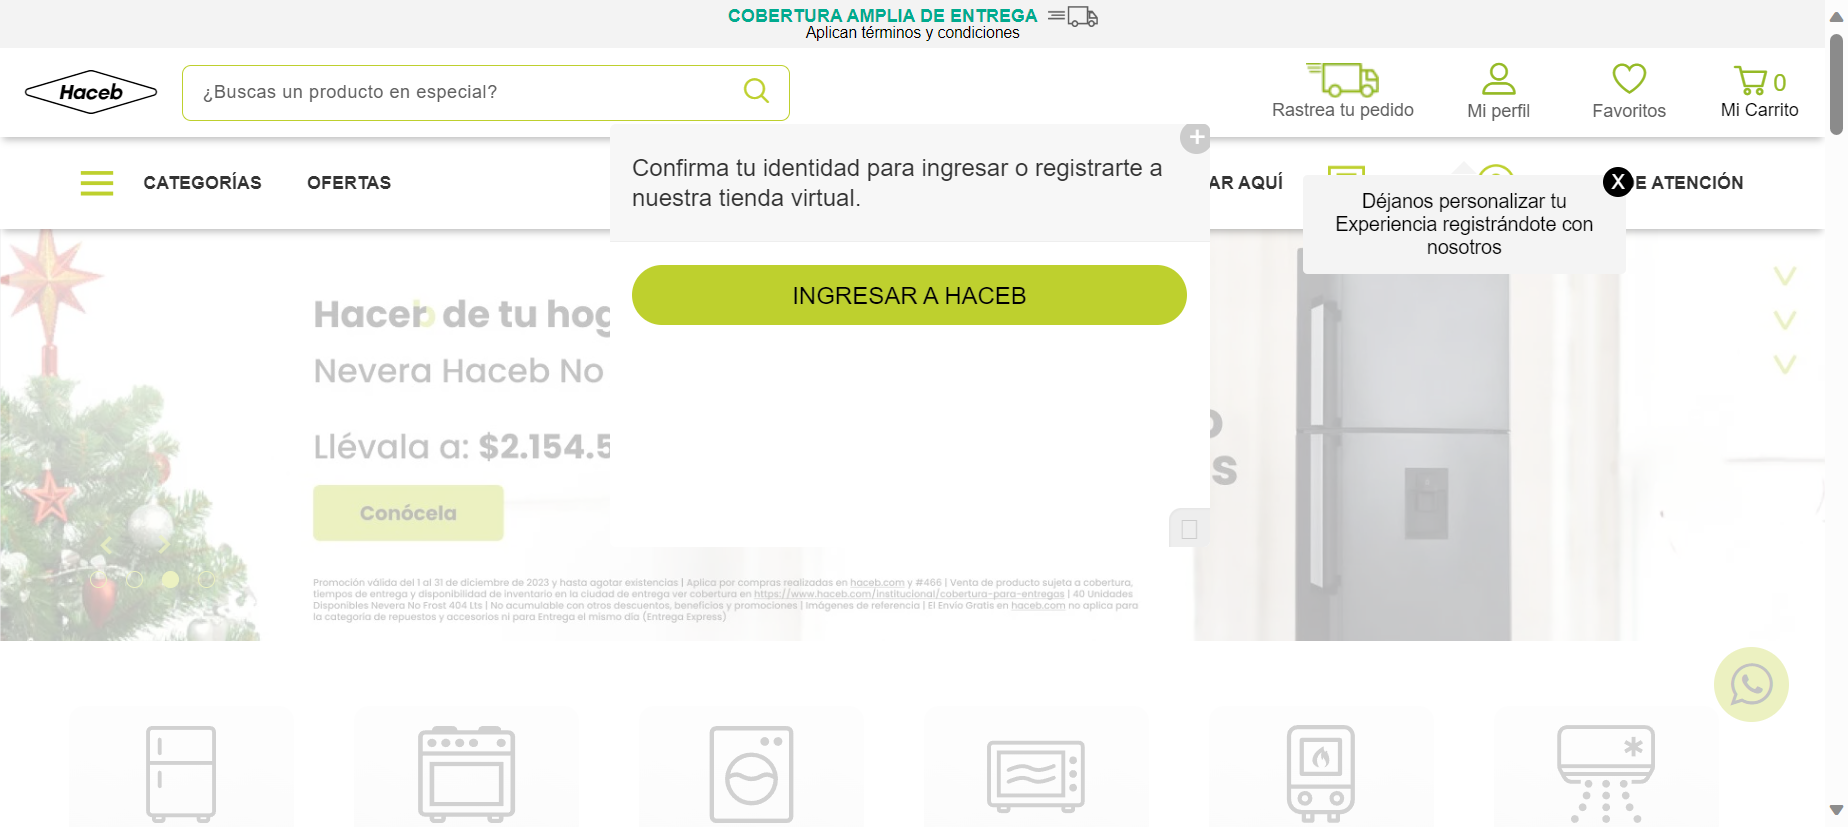 COBERTURA AMPLIA DE ENTREGA
Aplican términos y condiciones
Haceb
¿Buscas un producto en especial?
Rastrea tu pedido
Mi perfil
Favoritos
0
Mi Carrito
CATEGORÍAS
OFERTAS
AR AQUÍ
E ATENCIÓN
Confirma tu identidad para ingresar o registrarte a
nuestra tienda virtual.
INGRESAR A HACEB
X
Déjanos personalizar tu
Experiencia registrándote con
nosotros
de tu hog
Nevera Haceb No
Llévala a: $2.154.5
Conócela
Promoción válida del 1 al 31 de diciembre de 2023 y hasta agotar existencias | Aplica por compras realizadas en haceb.com y #466 | Venta de producto sujeta a cobertura,
tiempos de entrega y disponibilidad de inventario en la ciudad de entrega ver cobertura en https://www.haceb.com/institucional/cobertura-para-entregas | 40 Unidades
Disponibles Nevera No Frost 404 Lts | No acumulable con otros descuentos, beneficios y promociones | Imágenes de referencia | El Envío Gratis en haceb.com no aplica para
la categoría de repuestos y accesorios ni para Entrega el mismo día (Entrega Express)